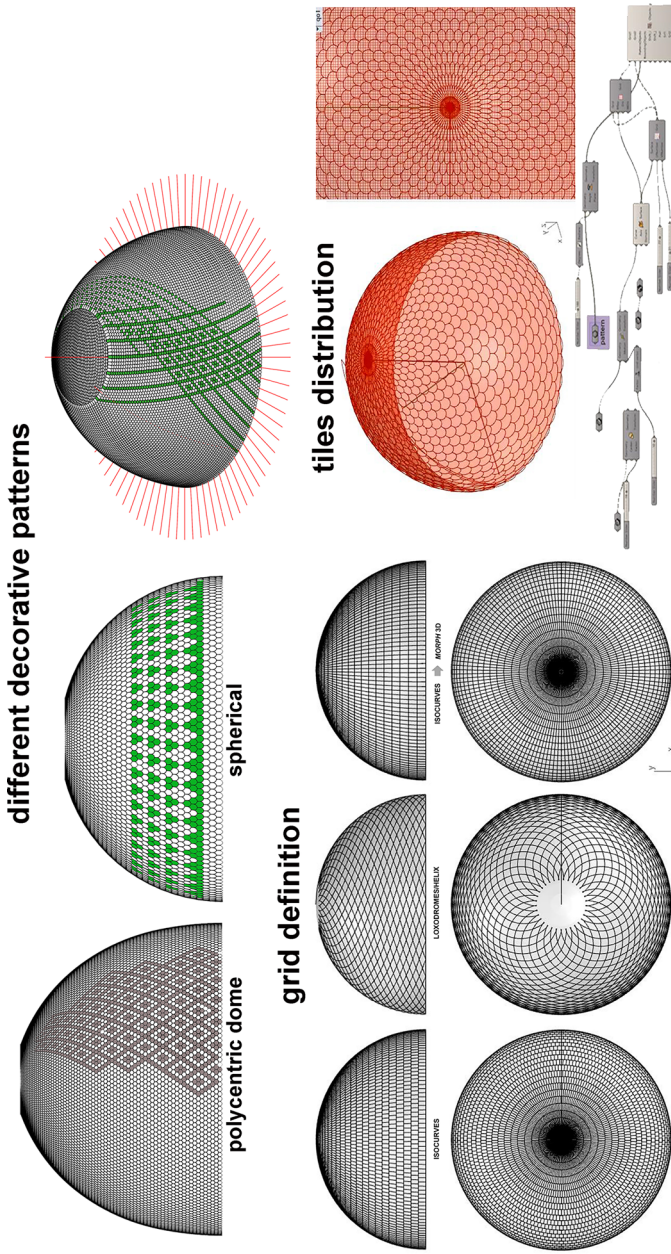 different decorative patterns
polycentric dome
spherical
grid definition
tiles distribution
ISOCURVES
LOXODROMES/HELIX
ISOCURVES
MORPH 3D
pattern